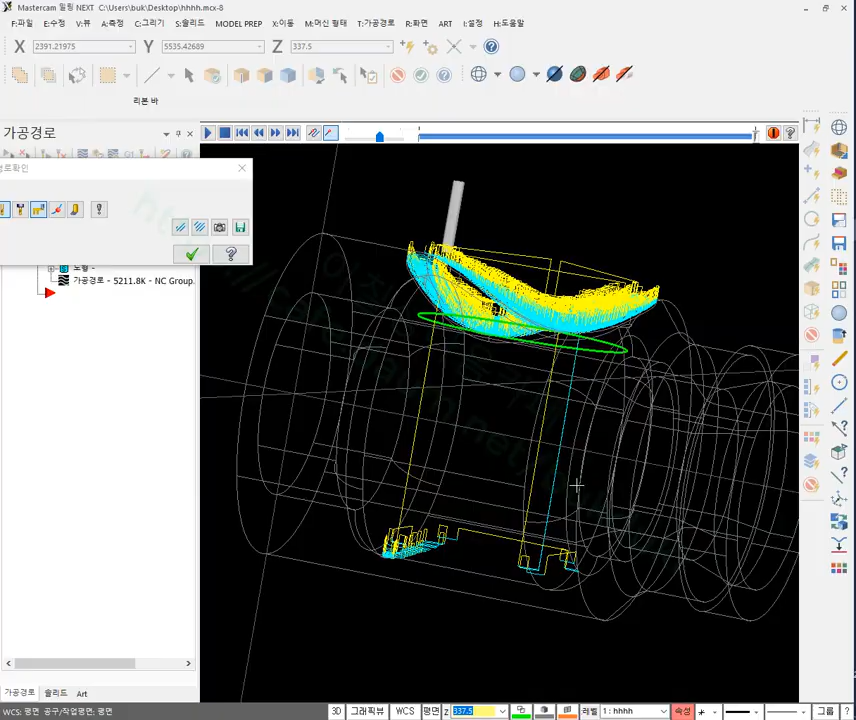 Mastercam 밀링 NEXT C:\Users\buk\Desktop\hhhh.mcx-8
F:파일 E:수정 V:뷰 A:측정 C:그리기 S:솔리드 MODEL PREP X:이동 M:머신 형태 T:가공경로 R:화면 ART I:설정 H:도움말
X 2391.21975 Y 5535.42689 Z 337.5
리본 바
가공경로
가공경로 - 5211.8K - NC Group.
가공경로 솔리드 Art
WCS: 평면 공구/작업평면: 평면 3D 그래픽뷰 WCS 평면 Z 337.5 레벨 1 : hhhh 속성 그룹 ?